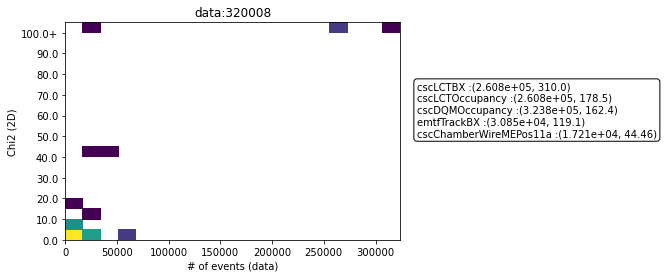 data:320008
100.0+
90.0
80.0
70.0
60.0
50.0
40.0
30.0
20.0
10.0
0.0
Chi2 (2D)
0 50000 100000 150000 200000 250000 300000
# of events (data)
cscLCTBX :(2.608e+05, 310.0)
cscLCTOccupancy :(2.608e+05, 178.5)
cscDQMOccupancy :(3.238e+05, 162.4)
emtfTrackBX :(3.085e+04, 119.1)
cscChamberWireMEPos11a :(1.721e+04, 44.46)